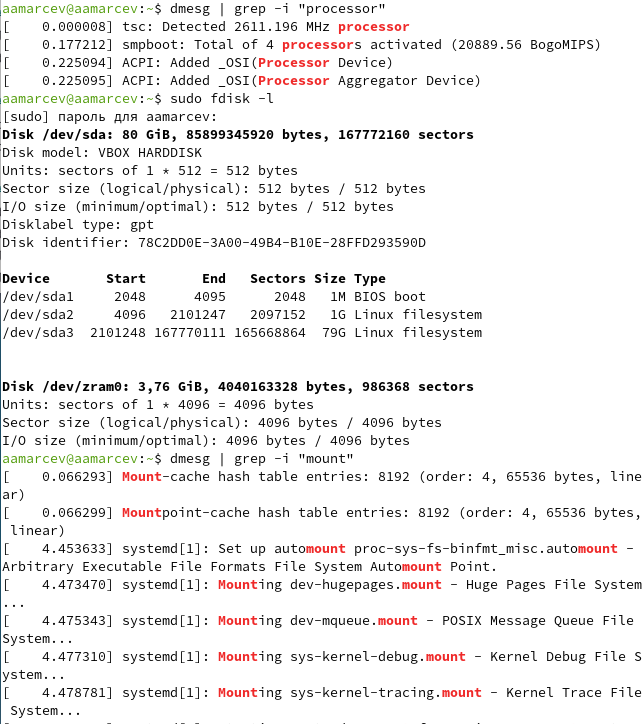 aamarcev@aamarcev:~$ dmesg | grep -i "processor"
[    0.000008] tsc: Detected 2611.196 MHz processor
[    0.177212] smpboot: Total of 4 processors activated (20889.56 BogoMIPS)
[    0.225094] ACPI: Added _OSI(Processor Device)
[    0.225095] ACPI: Added _OSI(Processor Aggregator Device)
aamarcev@aamarcev:~$ sudo fdisk -l
[sudo] пароль для aamarcev:
Disk /dev/sda: 80 GiB, 85899345920 bytes, 167772160 sectors
Disk model: VBOX HARDDISK
Units: sectors of 1 * 512 = 512 bytes
Sector size (logical/physical): 512 bytes / 512 bytes
I/O size (minimum/optimal): 512 bytes / 512 bytes
Disklabel type: gpt
Disk identifier: 78C2DD0E-3A00-49B4-B10E-28FFD293590D
Device       Start       End   Sectors Size Type
/dev/sda1     2048      4095      2048   1M BIOS boot
/dev/sda2     4096   2101247   2097152   1G Linux filesystem
/dev/sda3  2101248 167770111 165668864  79G Linux filesystem
Disk /dev/zram0: 3,76 GiB, 4040163328 bytes, 986368 sectors
Units: sectors of 1 * 4096 = 4096 bytes
Sector size (logical/physical): 4096 bytes / 4096 bytes
I/O size (minimum/optimal): 4096 bytes / 4096 bytes
aamarcev@aamarcev:~$ dmesg | grep -i "mount"
[    0.066293] Mount-cache hash table entries: 8192 (order: 4, 65536 bytes, line
ar)
[    0.066299] Mountpoint-cache hash table entries: 8192 (order: 4, 65536 bytes,
 linear)
[    4.453633] systemd[1]: Set up automount proc-sys-fs-binfmt_misc.automount -
Arbitrary Executable File Formats File System Automount Point.
[    4.473470] systemd[1]: Mounting dev-hugepages.mount - Huge Pages File System
...
[    4.475343] systemd[1]: Mounting dev-mqueue.mount - POSIX Message Queue File
System...
[    4.477310] systemd[1]: Mounting sys-kernel-debug.mount - Kernel Debug File S
ystem...
[    4.478781] systemd[1]: Mounting sys-kernel-tracing.mount - Kernel Trace File
 System...